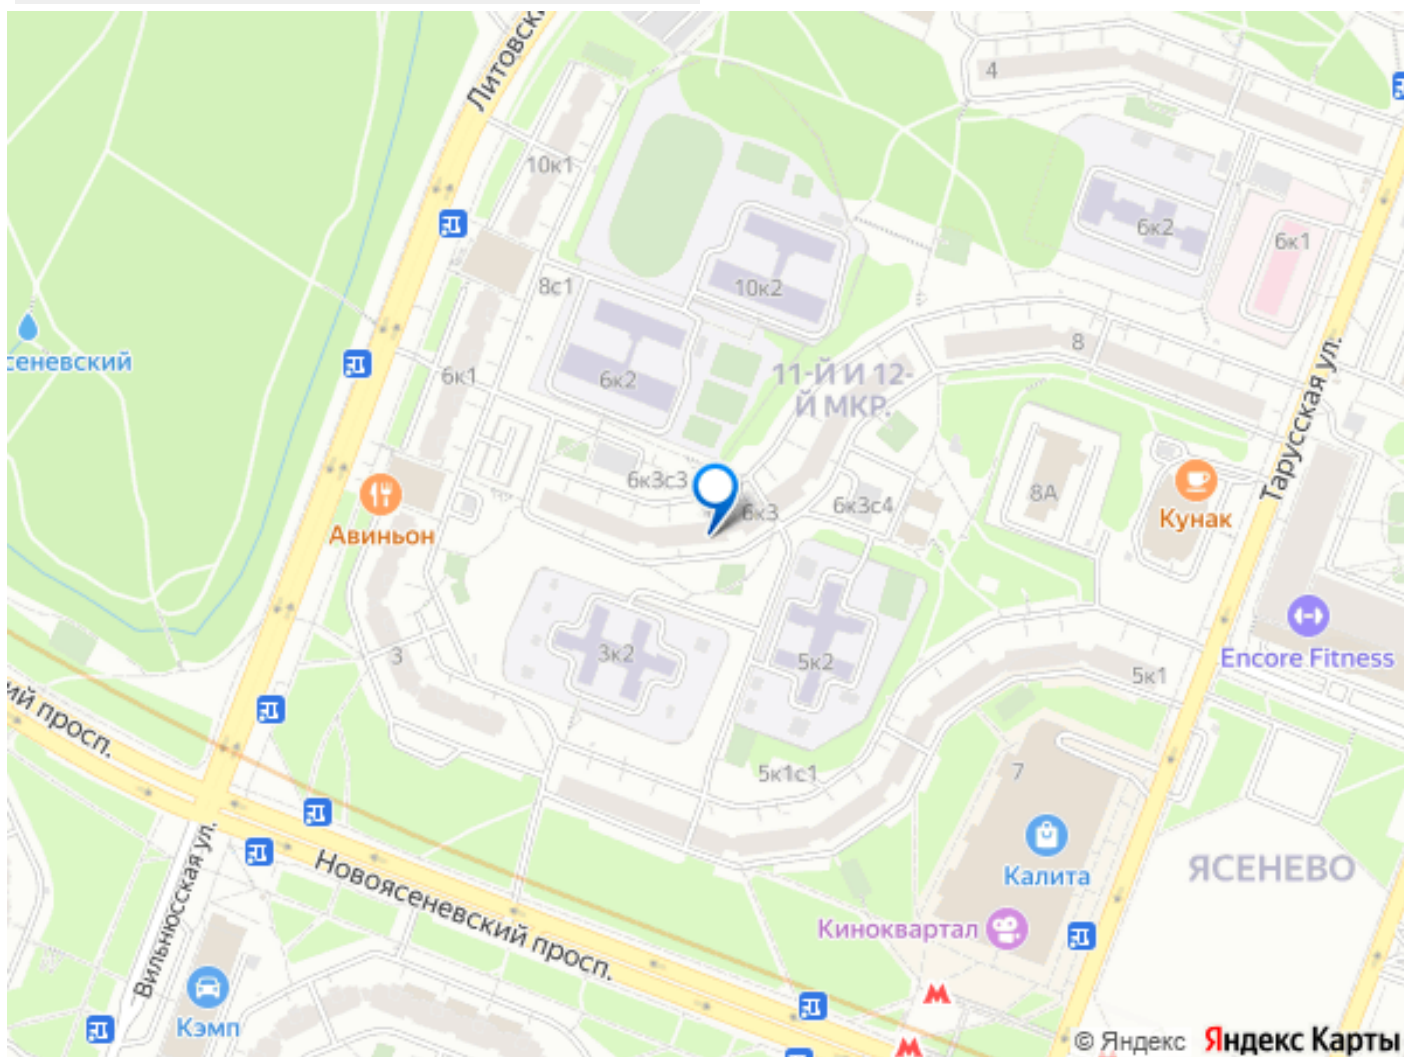 Литовски
4
10к1
6к2
6к1
8с1
10к2
8
сеневский
6к1
6к2
11-Й И 12-
Й МКР.
Тарусская ул.
6к3с3
6к3
6к3с4
8А
Авиньон
Кунак
3
3к2
5к2
5к1
Encore Fitness
ий просп.
5к1с1
7
Вильнюсская ул.
Новоясеневский просп.
Калита
ЯСЕНЕВО
Киноквартал
Кэмп
© Яндекс Яндекс Карты